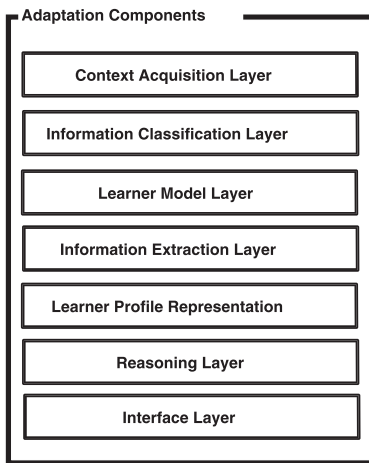 Adaptation Components
Context Acquisition Layer
Information Classification Layer
Learner Model Layer
Information Extraction Layer
Learner Profile Representation
Reasoning Layer
Interface Layer